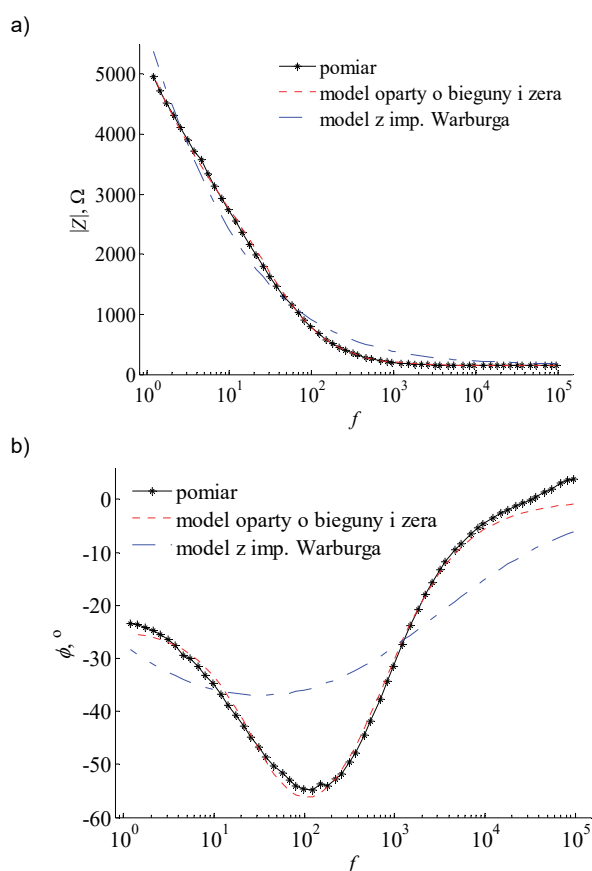 a)
5000
4000
3000
2000
1000
0
|Z|, Ω
pomiar
model oparty o bieguny i zera
model z imp. Warburga
10^0 10^1 10^2 10^3 10^4 10^5
f
b)
0
-10
-20
-30
-40
-50
-60
ϕ, °
pomiar
model oparty o bieguny i zera
model z imp. Warburga
10^0 10^1 10^2 10^3 10^4 10^5
f